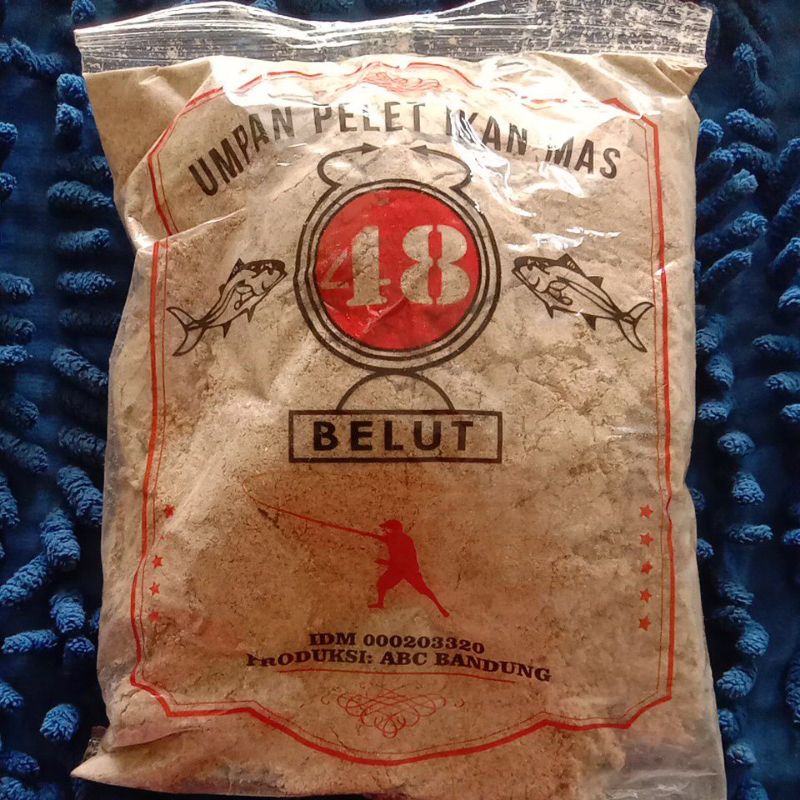 UMPAN PELET IKAN MAS
48
BELUT
IDM 000203320
PRODUKSI: ABC BANDUNG